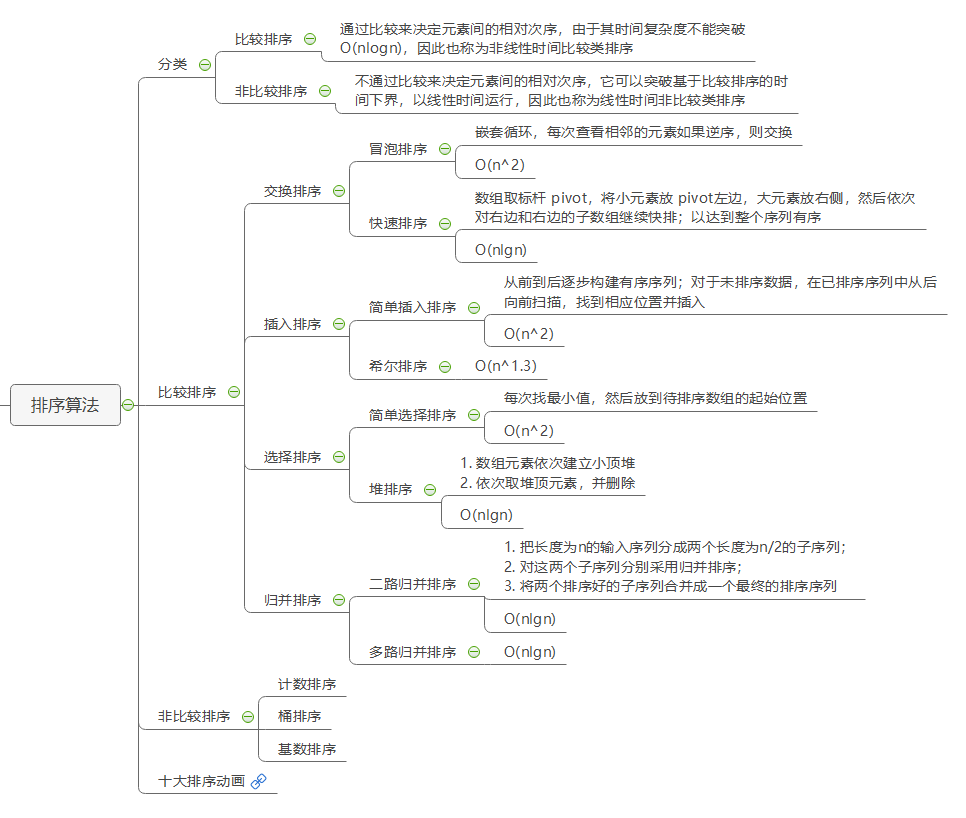 排序算法
分类
比较排序
通过比较来决定元素间的相对次序，由于其时间复杂度不能突破
O(nlogn)，因此也称为非线性时间比较类排序
非比较排序
不通过比较来决定元素间的相对次序，它可以突破基于比较排序的时
间下界，以线性时间运行，因此也称为线性时间非比较类排序
比较排序
交换排序
冒泡排序
嵌套循环，每次查看相邻的元素如果逆序，则交换
O(n^2)
快速排序
数组取标杆 pivot，将小元素放 pivot左边，大元素放右侧，然后依次
对右边和右边的子数组继续快排；以达到整个序列有序
O(nlgn)
插入排序
简单插入排序
从前到后逐步构建有序序列；对于未排序数据，在已排序序列中从后
向前扫描，找到相应位置并插入
O(n^2)
希尔排序
O(n^1.3)
选择排序
简单选择排序
每次找最小值，然后放到待排序数组的起始位置
O(n^2)
堆排序
1. 数组元素依次建立小顶堆
2. 依次取堆顶元素，并删除
O(nlgn)
归并排序
二路归并排序
1. 把长度为n的输入序列分成两个长度为n/2的子序列；
2. 对这两个子序列分别采用归并排序；
3. 将两个排序好的子序列合并成一个最终的排序序列
O(nlgn)
多路归并排序
O(nlgn)
非比较排序
计数排序
桶排序
基数排序
十大排序动画